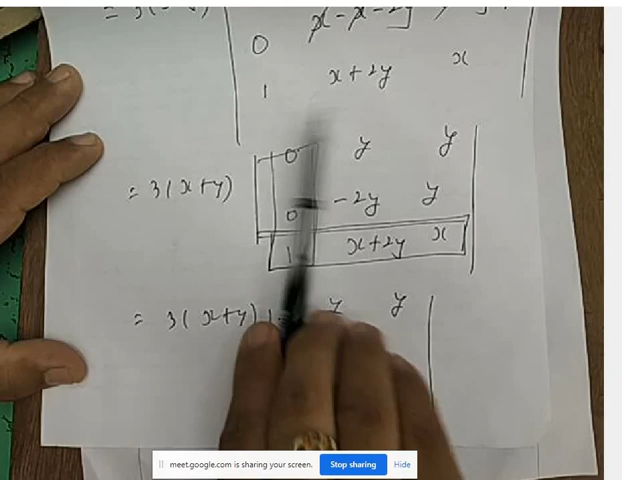 0
1 x+2y x
0 y y
= 3(x+y) 0 -2y y
1 x+2y x
= 3(x+y) y y
meet.google.com is sharing your screen. Stop sharing Hide